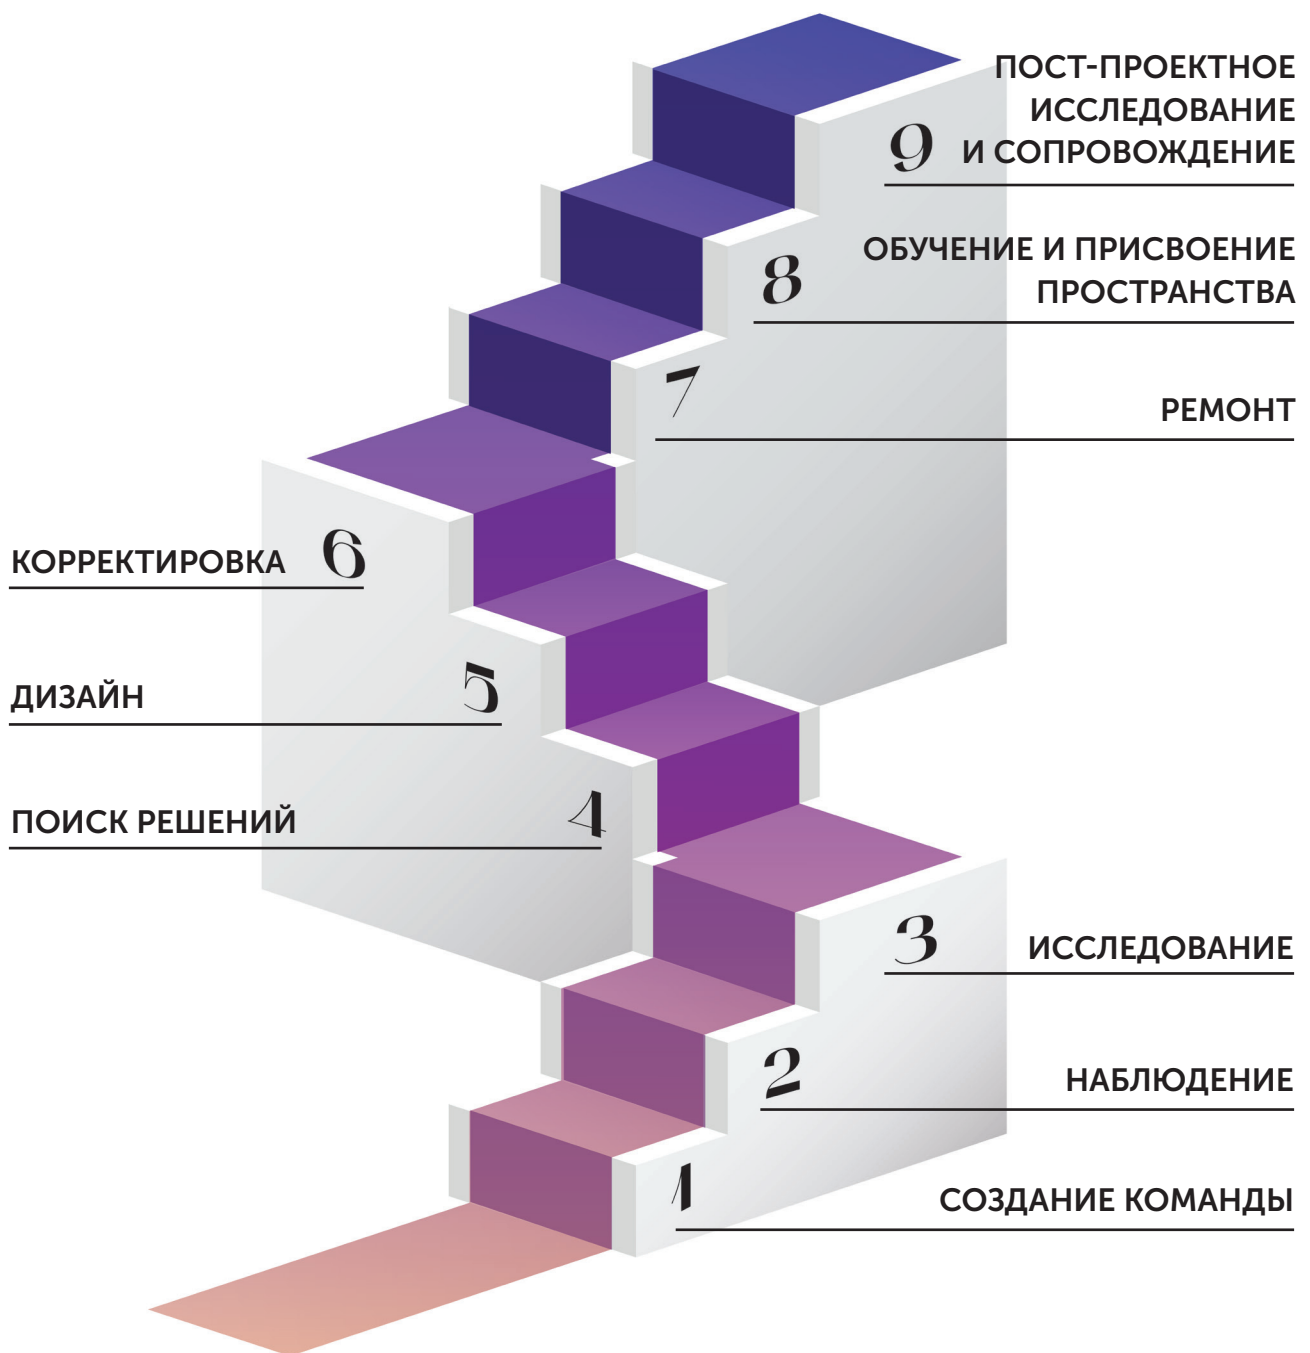 ПОСТ-ПРОЕКТНОЕ
ИССЛЕДОВАНИЕ
9 И СОПРОВОЖДЕНИЕ
8 ОБУЧЕНИЕ И ПРИСВОЕНИЕ
ПРОСТРАНСТВА
7 РЕМОНТ
КОРРЕКТИРОВКА 6
ДИЗАЙН 5
ПОИСК РЕШЕНИЙ 4
3 ИССЛЕДОВАНИЕ
2 НАБЛЮДЕНИЕ
1 СОЗДАНИЕ КОМАНДЫ